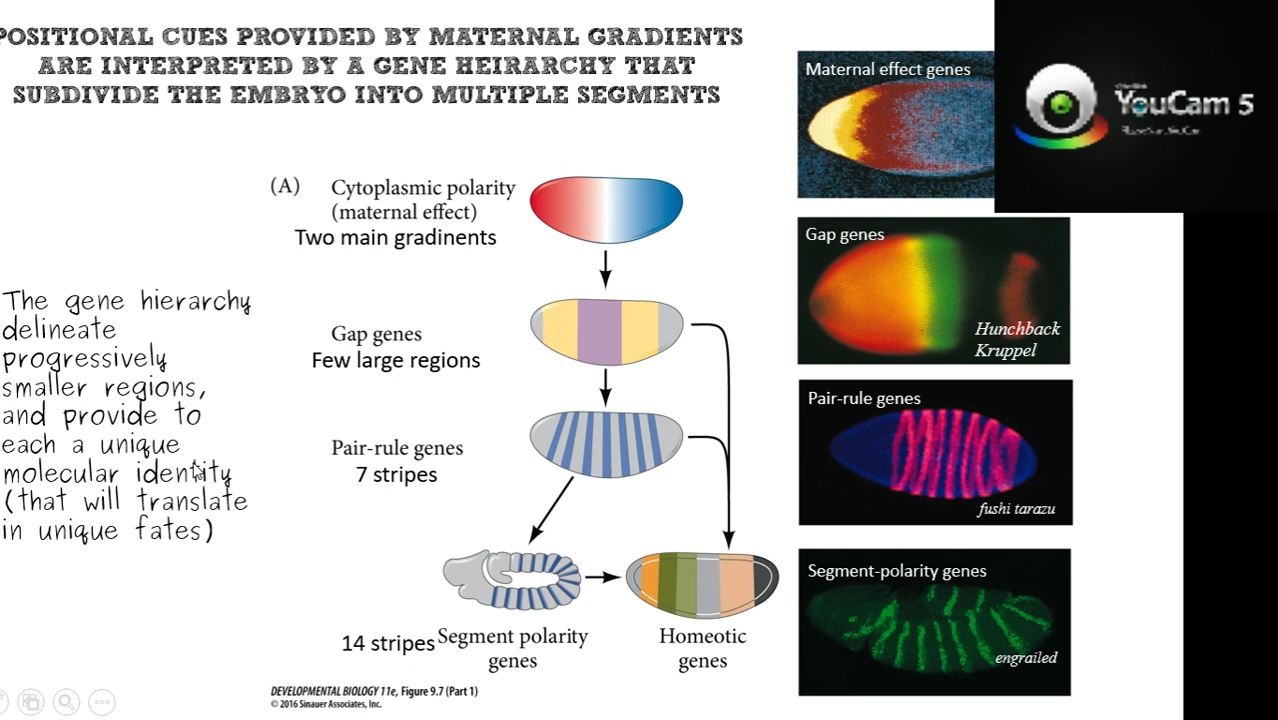 POSITIONAL CUES PROVIDED BY MATERNAL GRADIENTS
ARE INTERPRETED BY A GENE HEIRARCHY THAT
SUBDIVIDE THE EMBRYO INTO MULTIPLE SEGMENTS
The gene hierarchy
delineate
progressively
smaller regions,
and provide to
each a unique
molecular identity
(that will translate
in unique fates)
(A)
Cytoplasmic polarity
(maternal effect)
Two main gradinents
Gap genes
Few large regions
Pair-rule genes
7 stripes
14 stripes
Segment polarity
genes
Homeotic
genes
DEVELOPMENTAL BIOLOGY 11e, Figure 9.7 (Part 1)
© 2016 Sinauer Associates, Inc.
Maternal effect genes
Gap genes
Hunchback
Kruppel
Pair-rule genes
fushi tarazu
Segment-polarity genes
engrailed
YouCam 5